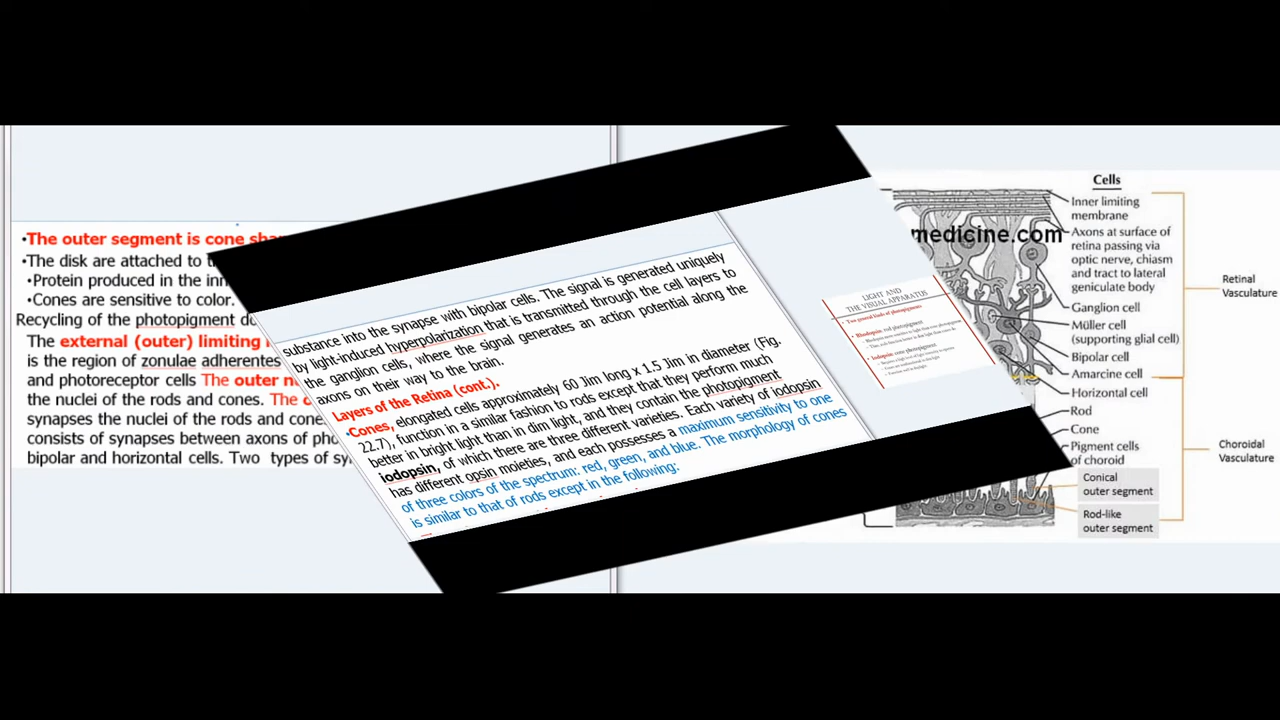 •The outer segment is cone
•The disk are attached to
•Protein produced in the
•Cones are sensitive to color.
Recycling of the photopigment
The external (outer) limiting
is the region of zonulae adherentes
and photoreceptor cells The outer
the nuclei of the rods and cones. The
synapses the nuclei of the rods and
consists of synapses between axons of
bipolar and horizontal cells. Two types of
substance into the synapse with bipolar cells. The signal is generated uniquely
by light-induced hyperpolarization that is transmitted through the cell layers to
the ganglion cells, where the signal generates an action potential along the
axons on their way to the brain.
Layers of the Retina (cont.).
•Cones, elongated cells approximately 60 Jim long x 1.5 Jim in diameter (Fig.
22.7), function in a similar fashion to rods except that they perform much
better in bright light than in dim light, and they contain the photopigment
iodopsin, of which there are three different varieties. Each variety of iodopsin
has different opsin moieties, and each possesses a maximum sensitivity to one
of three colors of the spectrum: red, green, and blue. The morphology of cones
is similar to that of rods except in the following:
LIGHT AND
THE VISUAL APPARATUS
• Two general kinds of photopigments
Rhodopsin: rod photopigment
Iodopsin: cone photopigment
medicine.com
Cells
Inner limiting
membrane
Axons at surface of
retina passing via
optic nerve, chiasm
and tract to lateral
geniculate body
Ganglion cell
Müller cell
(supporting glial cell)
Bipolar cell
Amarcine cell
Horizontal cell
Rod
Cone
Pigment cells
of choroid
Conical
outer segment
Rod-like
outer segment
Retinal
Vasculature
Choroidal
Vasculature